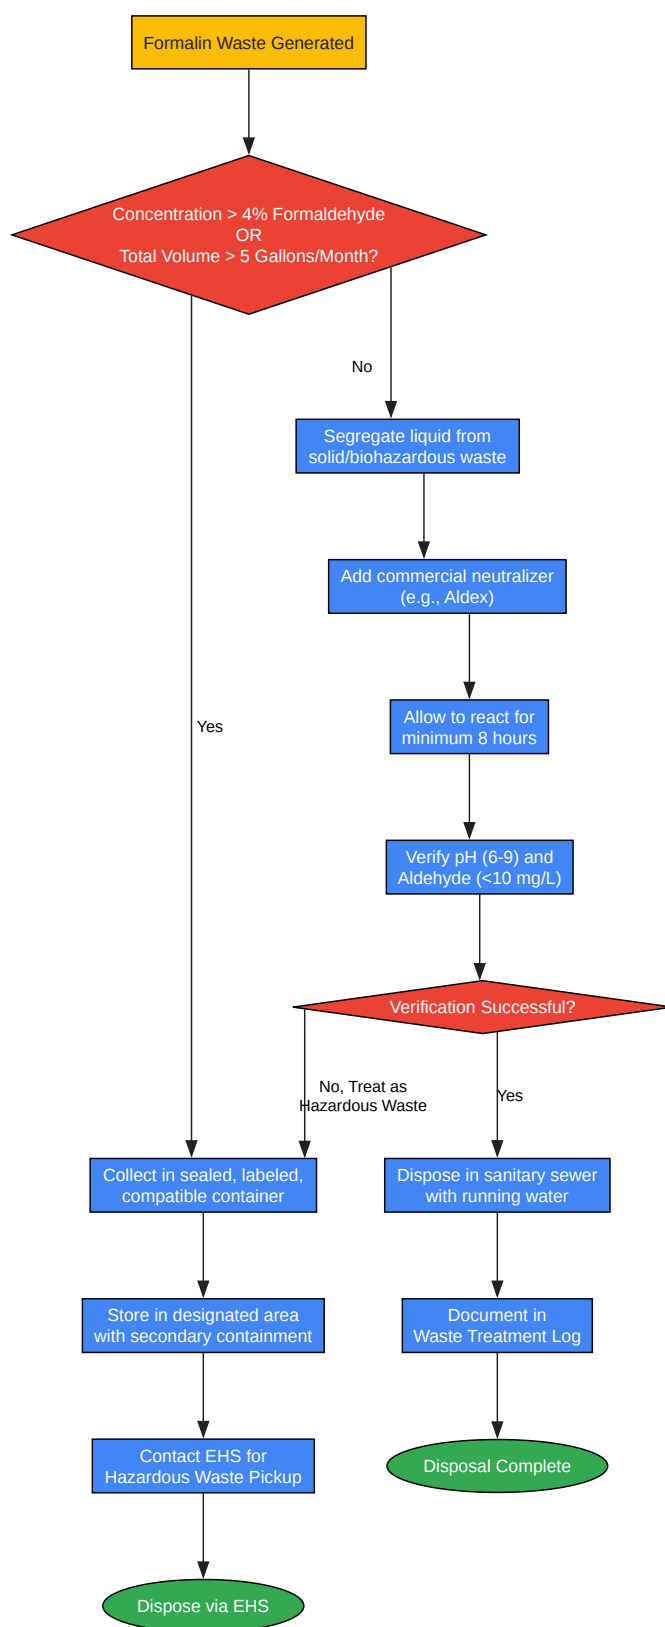 Formalin Waste Generated
Concentration > 4% Formaldehyde
OR
Total Volume > 5 Gallons/Month?
No
Segregate liquid from
solid/biohazardous waste
Add commercial neutralizer
(e.g., Aldex)
Allow to react for
minimum 8 hours
Yes
Verify pH (6-9) and
Aldehyde (<10 mg/L)
Verification Successful?
No, Treat as
Hazardous Waste
Yes
Collect in sealed, labeled,
compatible container
Dispose in sanitary sewer
with running water
Store in designated area
with secondary containment
Document in
Waste Treatment Log
Contact EHS for
Hazardous Waste Pickup
Disposal Complete
Dispose via EHS